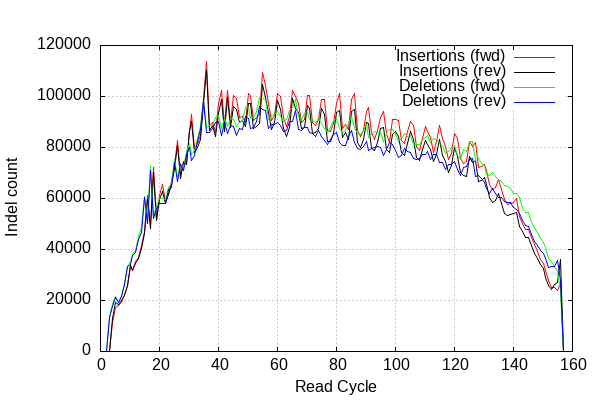 120000
100000
80000
60000
40000
20000
0
Indel count
Insertions (fwd)
Insertions (rev)
Deletions (fwd)
Deletions (rev)
0 20 40 60 80 100 120 140 160
Read Cycle